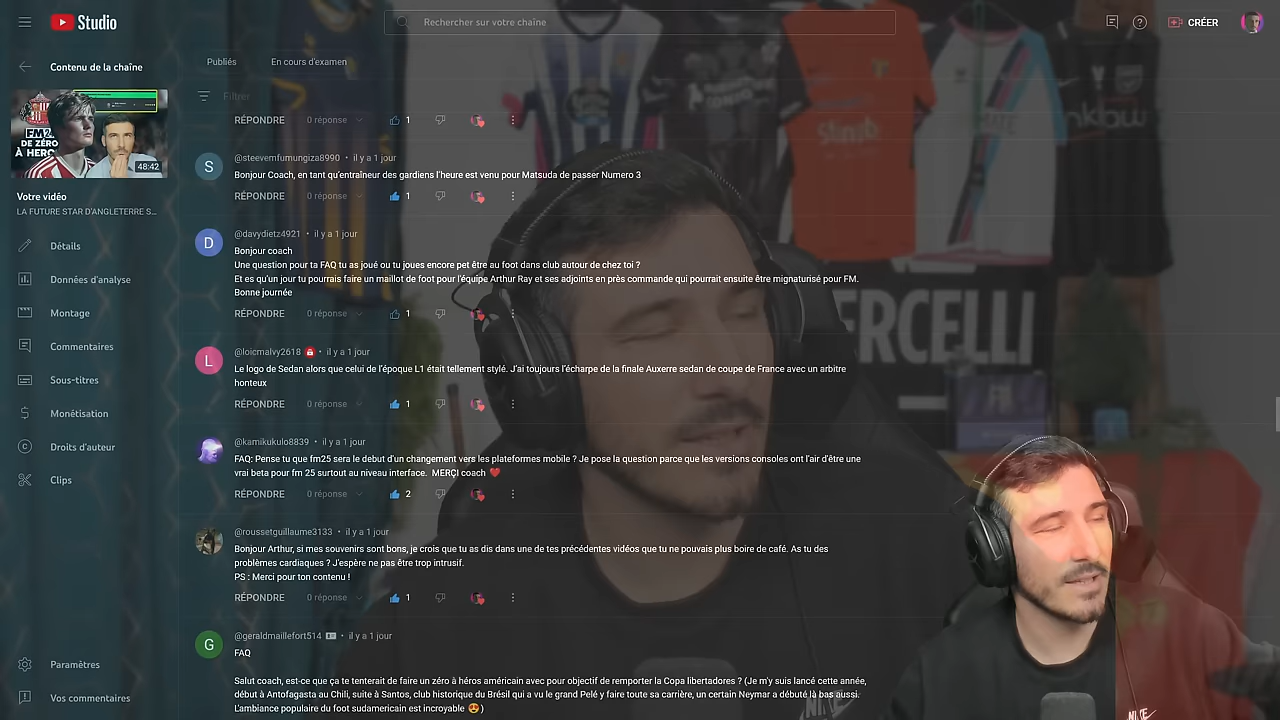 Studio
Rechercher sur votre chaîne
CRÉER
Contenu de la chaîne
FM24
DE ZÉRO
À HERO
48:42
Votre vidéo
LA FUTURE STAR D'ANGLETERRE S...
Détails
Données d'analyse
Montage
Commentaires
Sous-titres
Monétisation
Droits d'auteur
Clips
Paramètres
Vos commentaires
Publiés
En cours d'examen
Filtrer
RÉPONDRE 0 réponse 1
S
@steevemfumungiza8990 • il y a 1 jour
Bonjour Coach, en tant qu'entraîneur des gardiens l'heure est venu pour Matsuda de passer Numero 3
RÉPONDRE 0 réponse 1
D
@davydietz4921 • il y a 1 jour
Bonjour coach
Une question pour ta FAQ tu as joué ou tu joues encore pet être au foot dans club autour de chez toi ?
Et es qu'un jour tu pourrais faire un maillot de foot pour l'équipe Arthur Ray et ses adjoints en près commande qui pourrait ensuite être mignaturisé pour FM.
Bonne journée
RÉPONDRE 0 réponse 1
L
@loicmalvy2618 • il y a 1 jour
Le logo de Sedan alors que celui de l'époque L1 était tellement stylé. J'ai toujours l'écharpe de la finale Auxerre sedan de coupe de France avec un arbitre
honteux
RÉPONDRE 0 réponse 1
@kamikukulo8839 • il y a 1 jour
FAQ: Pense tu que fm25 sera le debut d'un changement vers les plateformes mobile ? Je pose la question parce que les versions consoles ont l'air d'être une
vrai beta pour fm 25 surtout au niveau interface. MERÇI coach ❤️
RÉPONDRE 0 réponse 2
@roussetguillaume3133 • il y a 1 jour
Bonjour Arthur, si mes souvenirs sont bons, je crois que tu as dis dans une de tes précédentes vidéos que tu ne pouvais plus boire de café. As tu des
problèmes cardiaques ? J'espère ne pas être trop intrusif.
PS : Merci pour ton contenu !
RÉPONDRE 0 réponse 1
G
@geraldmaillefort514 • il y a 1 jour
FAQ
Salut coach, est-ce que ça te tenterait de faire un zéro à héros américain avec pour objectif de remporter la Copa libertadores ? (Je m'y suis lancé cette année,
début à Antofagasta au Chili, suite à Santos, club historique du Brésil qui a vu le grand Pelé y faire toute sa carrière, un certain Neymar a débuté là bas aussi.
L'ambiance populaire du foot sudamericain est incroyable 😍)
ERCELLI
NIKE
NIKE